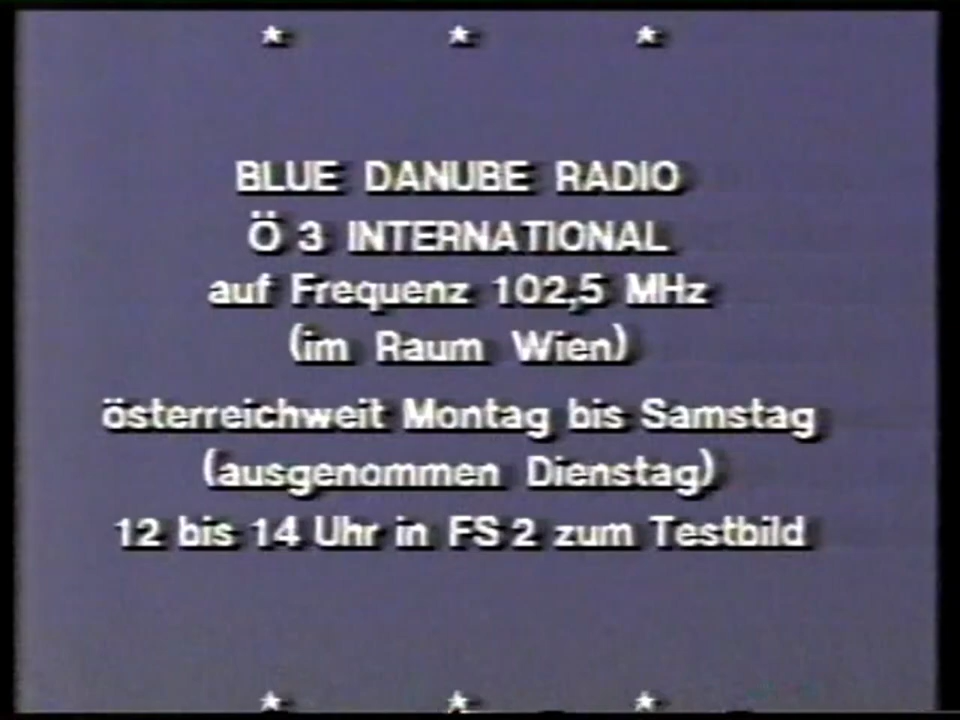 BLUE DANUBE RADIO
Ö 3 INTERNATIONAL
auf Frequenz 102,5 MHz
(im Raum Wien)
österreichweit Montag bis Samstag
(ausgenommen Dienstag)
12 bis 14 Uhr in FS 2 zum Testbild